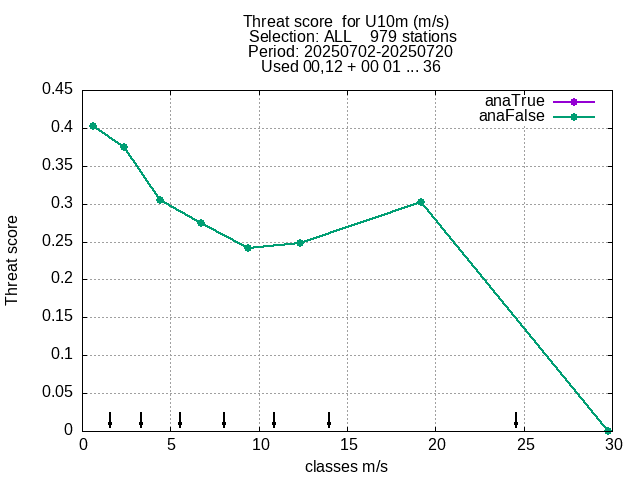 Threat score  for U10m (m/s)
Selection: ALL    979 stations
Period: 20250702-20250720
Used 00,12 + 00 01 ... 36
anaTrue
anaFalse
0.45
0.4
0.35
0.3
0.25
0.2
0.15
0.1
0.05
0
Threat score
0 5 10 15 20 25 30
classes m/s